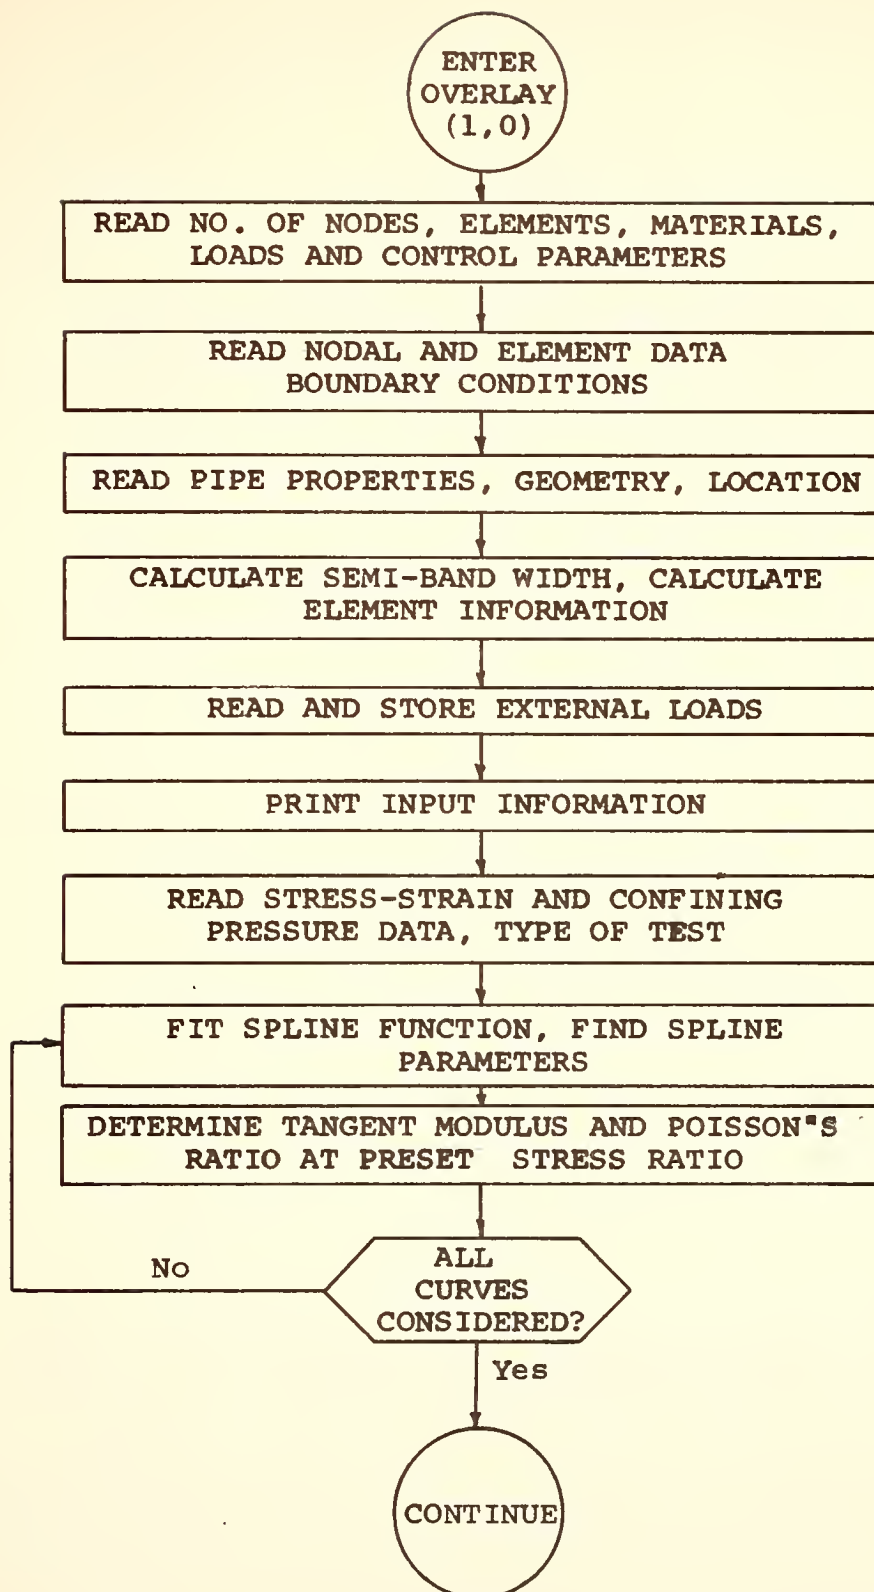 ENTER
OVERLAY
(1,0)
READ NO. OF NODES, ELEMENTS, MATERIALS,
LOADS AND CONTROL PARAMETERS
READ NODAL AND ELEMENT DATA
BOUNDARY CONDITIONS
READ PIPE PROPERTIES, GEOMETRY, LOCATION
CALCULATE SEMI-BAND WIDTH, CALCULATE
ELEMENT INFORMATION
READ AND STORE EXTERNAL LOADS
PRINT INPUT INFORMATION
READ STRESS-STRAIN AND CONFINING
PRESSURE DATA, TYPE OF TEST
FIT SPLINE FUNCTION, FIND SPLINE
PARAMETERS
DETERMINE TANGENT MODULUS AND POISSON"S
RATIO AT PRESET STRESS RATIO
ALL
CURVES
CONSIDERED?
No
Yes
CONTINUE